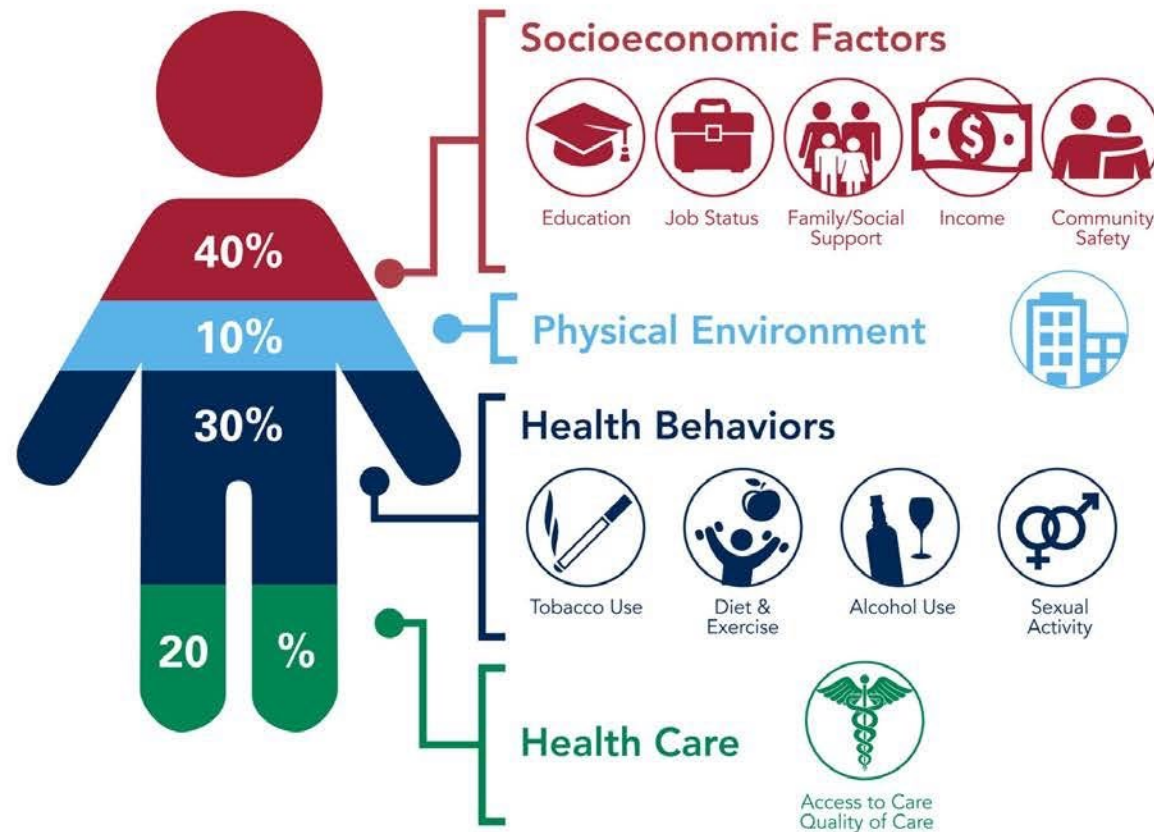 Socioeconomic Factors
$
Education
Job Status
Family/Social
Support
Income
Community
Safety
40%
10%
Physical Environment
30%
Health Behaviors
Tobacco Use
Diet &
Exercise
Alcohol Use
Sexual
Activity
20 %
Health Care
Access to Care
Quality of Care